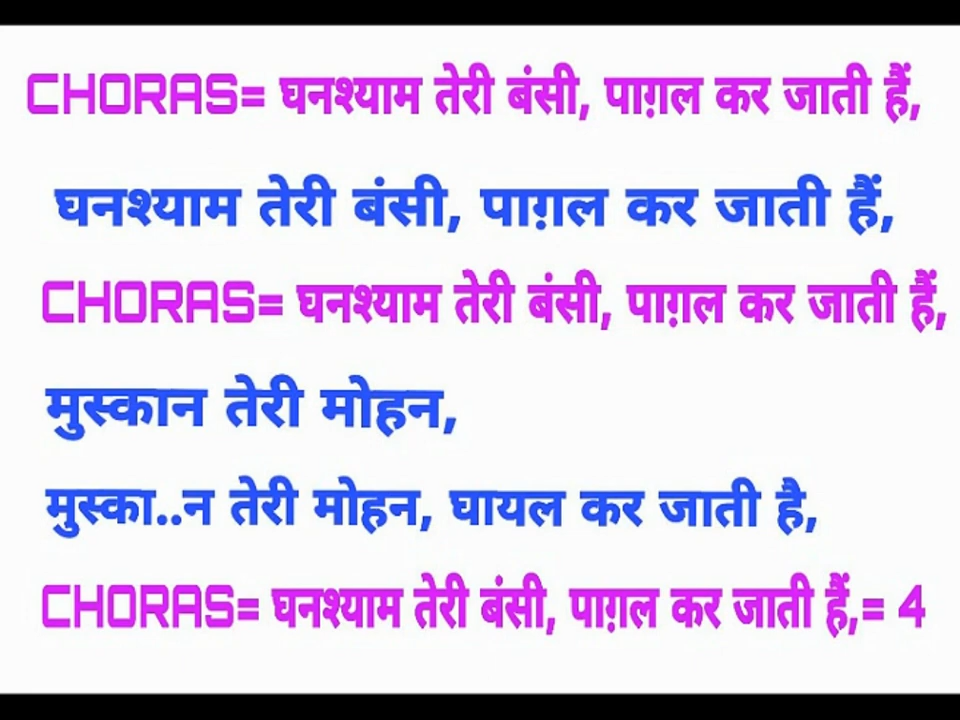 CHORAS= घनश्याम तेरी बंसी, पाग़ल कर जाती हैं,
घनश्याम तेरी बंसी, पाग़ल कर जाती हैं,
CHORAS= घनश्याम तेरी बंसी, पाग़ल कर जाती हैं,
मुस्कान तेरी मोहन,
मुस्का..न तेरी मोहन, घायल कर जाती है,
CHORAS= घनश्याम तेरी बंसी, पाग़ल कर जाती हैं,= 4